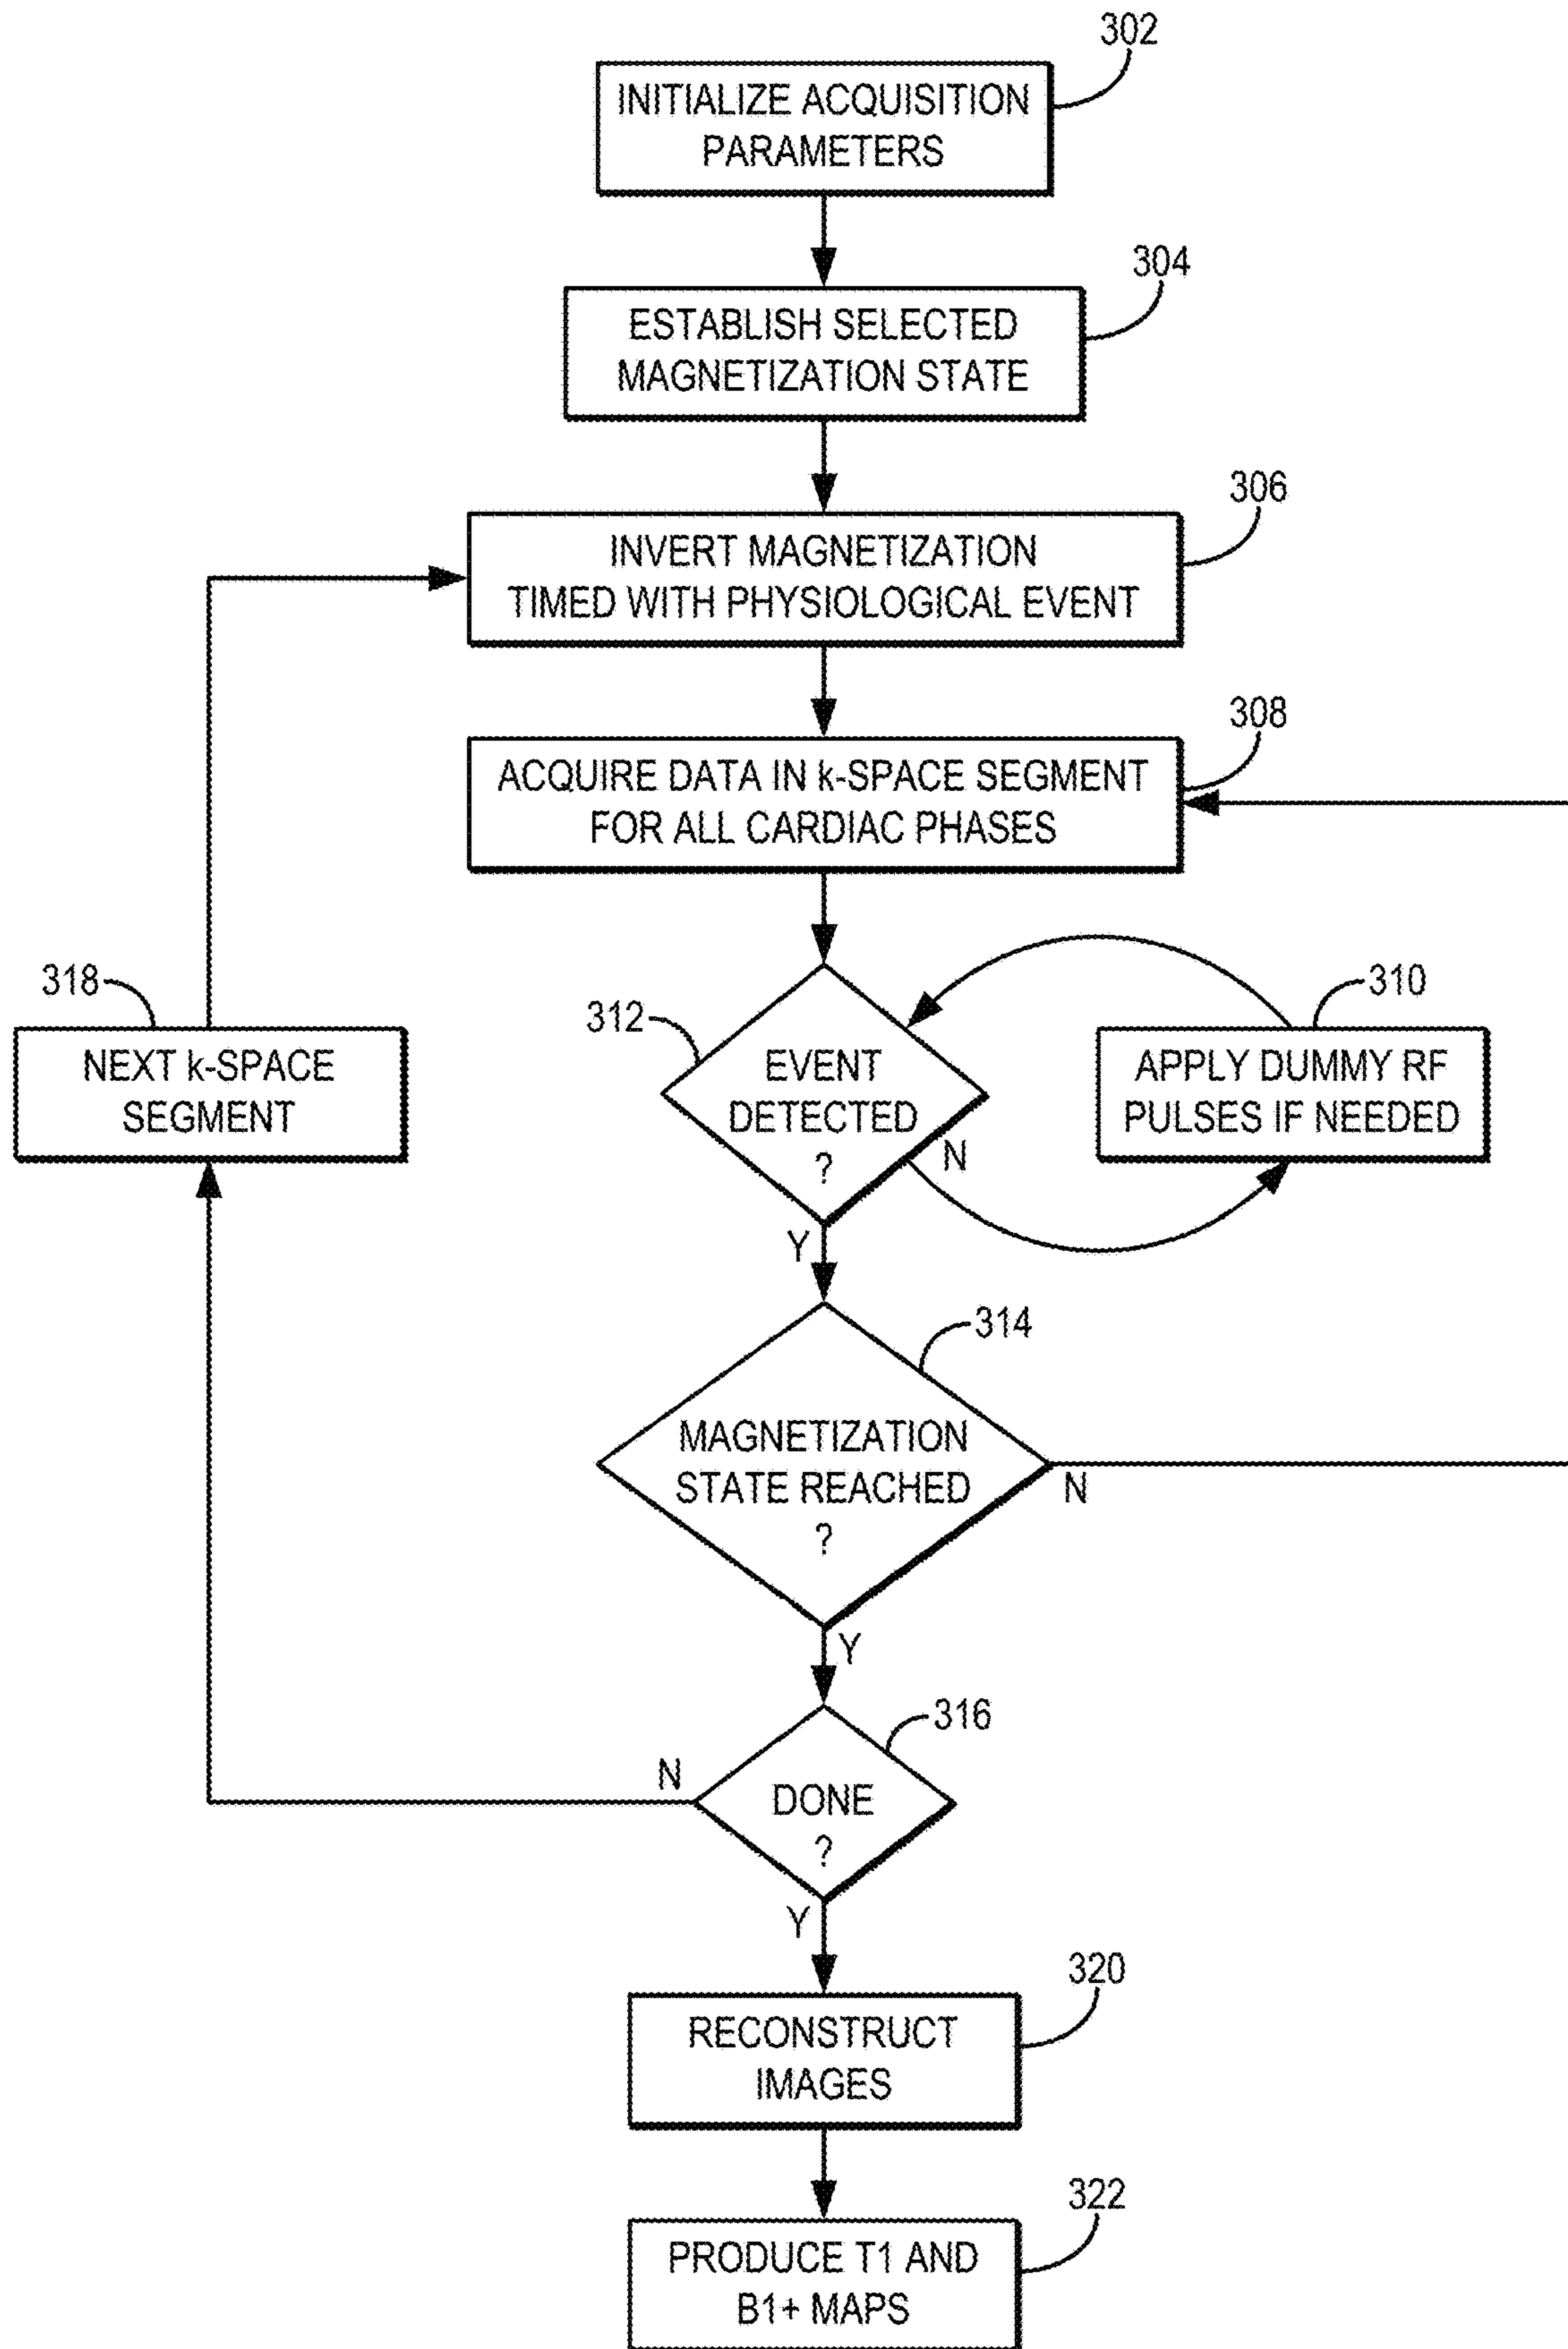 302
INITIALIZE ACQUISITION
PARAMETERS
304
ESTABLISH SELECTED
MAGNETIZATION STATE
306
INVERT MAGNETIZATION
TIMED WITH PHYSIOLOGICAL EVENT
308
ACQUIRE DATA IN k-SPACE SEGMENT
FOR ALL CARDIAC PHASES
318
NEXT k-SPACE
SEGMENT
312
EVENT
DETECTED
?
N
Y
310
APPLY DUMMY RF
PULSES IF NEEDED
314
MAGNETIZATION
STATE REACHED
?
N
Y
316
DONE
?
N
Y
320
RECONSTRUCT
IMAGES
322
PRODUCE T1 AND
B1+ MAPS